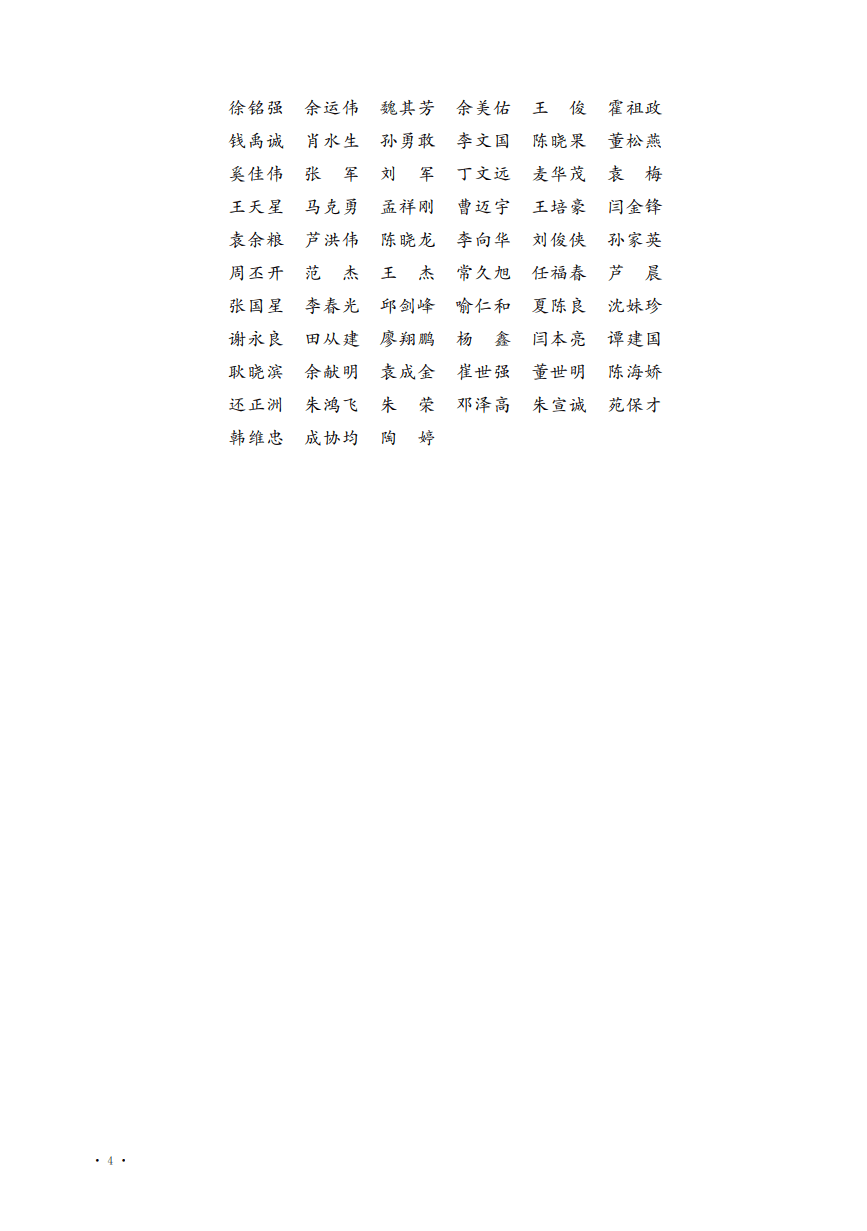 徐铭强 余运伟 魏其芳 余美佑 王　俊 霍祖政
钱禹诚 肖水生 孙勇敢 李文国 陈晓果 董松燕
奚佳伟 张　军 刘　军 丁文远 麦华茂 袁　梅
王天星 马克勇 孟祥刚 曹迈宇 王培豪 闫金锋
袁余粮 芦洪伟 陈晓龙 李向华 刘俊侠 孙家英
周丕开 范　杰 王　杰 常久旭 任福春 芦　晨
张国星 李春光 邱剑峰 喻仁和 夏陈良 沈妹珍
谢永良 田从建 廖翔鹏 杨　鑫 闫本亮 谭建国
耿晓滨 余献明 袁成金 崔世强 董世明 陈海娇
还正洲 朱鸿飞 朱　荣 邓泽高 朱宣诚 苑保才
韩维忠 成协均 陶　婷
· 4 ·